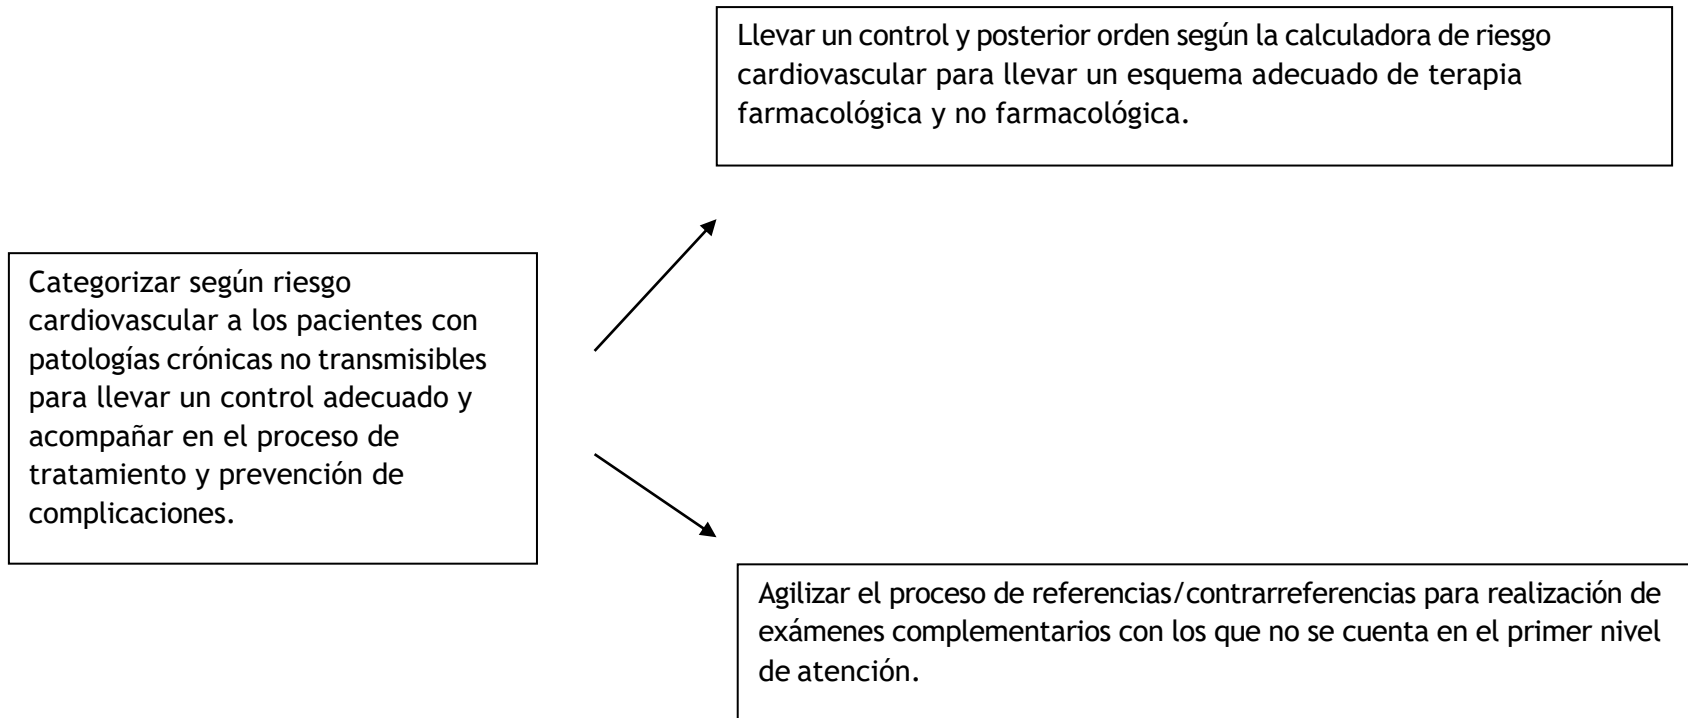 Llevar un control y posterior orden según la calculadora de riesgo
cardiovascular para llevar un esquema adecuado de terapia
farmacológica y no farmacológica.
Categorizar según riesgo
cardiovascular a los pacientes con
patologías crónicas no transmisibles
para llevar un control adecuado y
acompañar en el proceso de
tratamiento y prevención de
complicaciones.
Agilizar el proceso de referencias/contrarreferencias para realización de
exámenes complementarios con los que no se cuenta en el primer nivel
de atención.